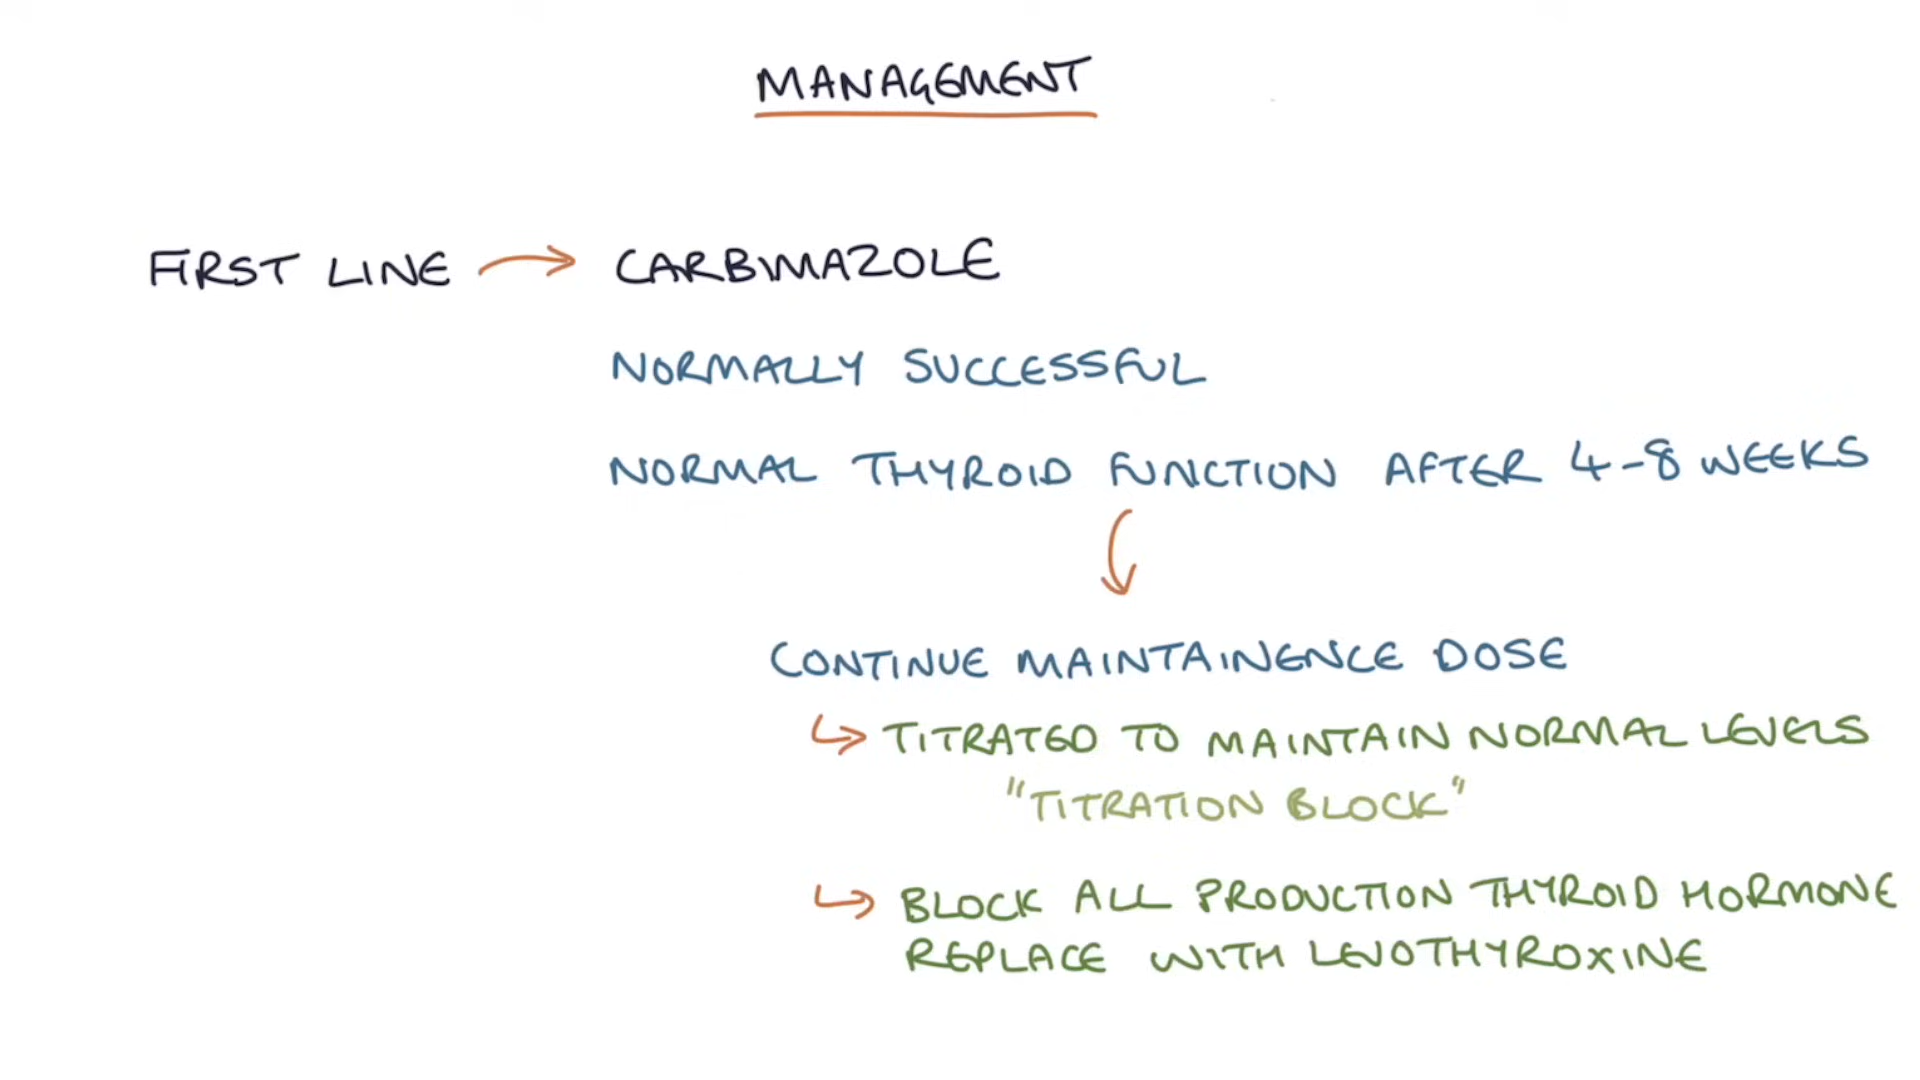 MANAGEMENT
FIRST LINE → CARBIMAZOLE
NORMALLY SUCCESSFUL
NORMAL THYROID FUNCTION AFTER 4-8 WEEKS
CONTINUE MAINTAINENCE DOSE
↳ TITRATED TO MAINTAIN NORMAL LEVELS
"TITRATION BLOCK"
↳ BLOCK ALL PRODUCTION THYROID HORMONE
REPLACE WITH LEVOTHYROXINE